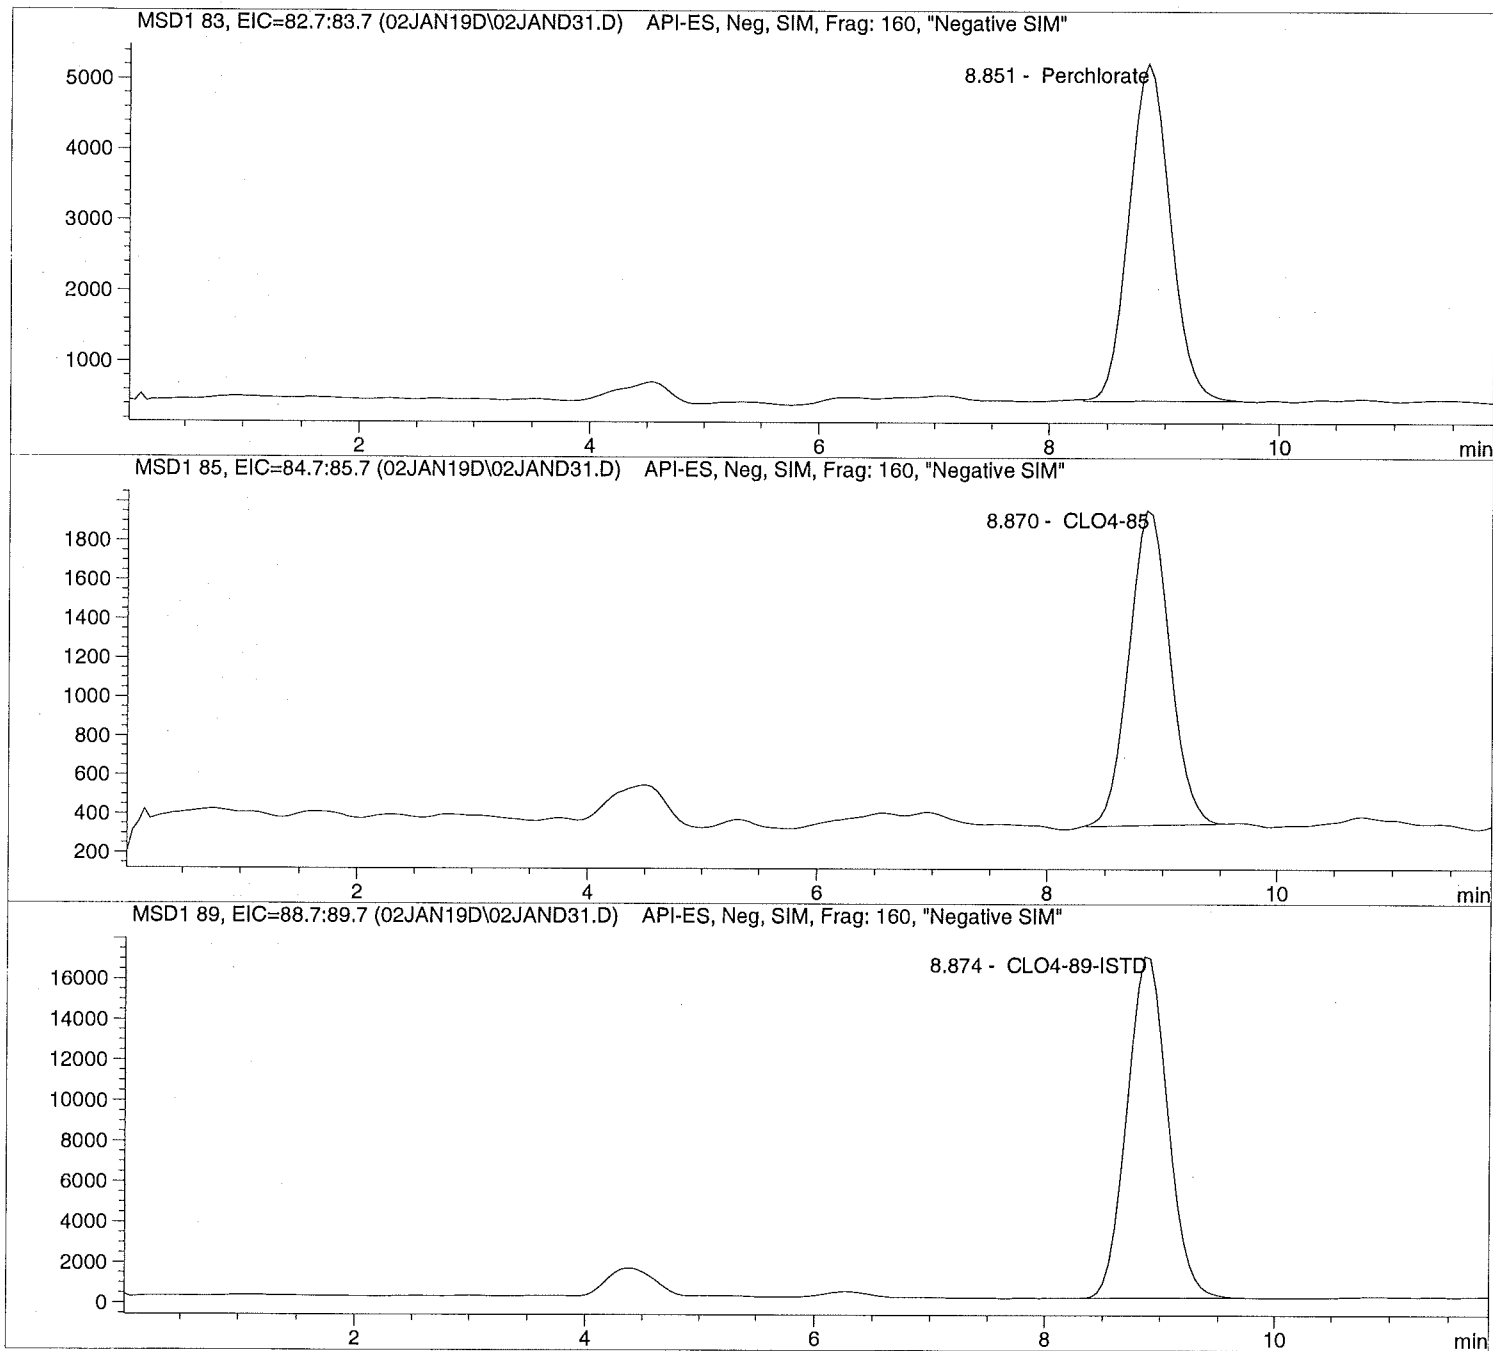 MSD1 83, EIC=82.7:83.7 (02JAN19D\02JAND31.D) API-ES, Neg, SIM, Frag: 160, "Negative SIM"
8.851 - Perchlorate
5000
4000
3000
2000
1000
2 4 6 8 10 min
MSD1 85, EIC=84.7:85.7 (02JAN19D\02JAND31.D) API-ES, Neg, SIM, Frag: 160, "Negative SIM"
8.870 - CLO4-85
1800
1600
1400
1200
1000
800
600
400
200
2 4 6 8 10 min
MSD1 89, EIC=88.7:89.7 (02JAN19D\02JAND31.D) API-ES, Neg, SIM, Frag: 160, "Negative SIM"
8.874 - CLO4-89-ISTD
16000
14000
12000
10000
8000
6000
4000
2000
0
2 4 6 8 10 min